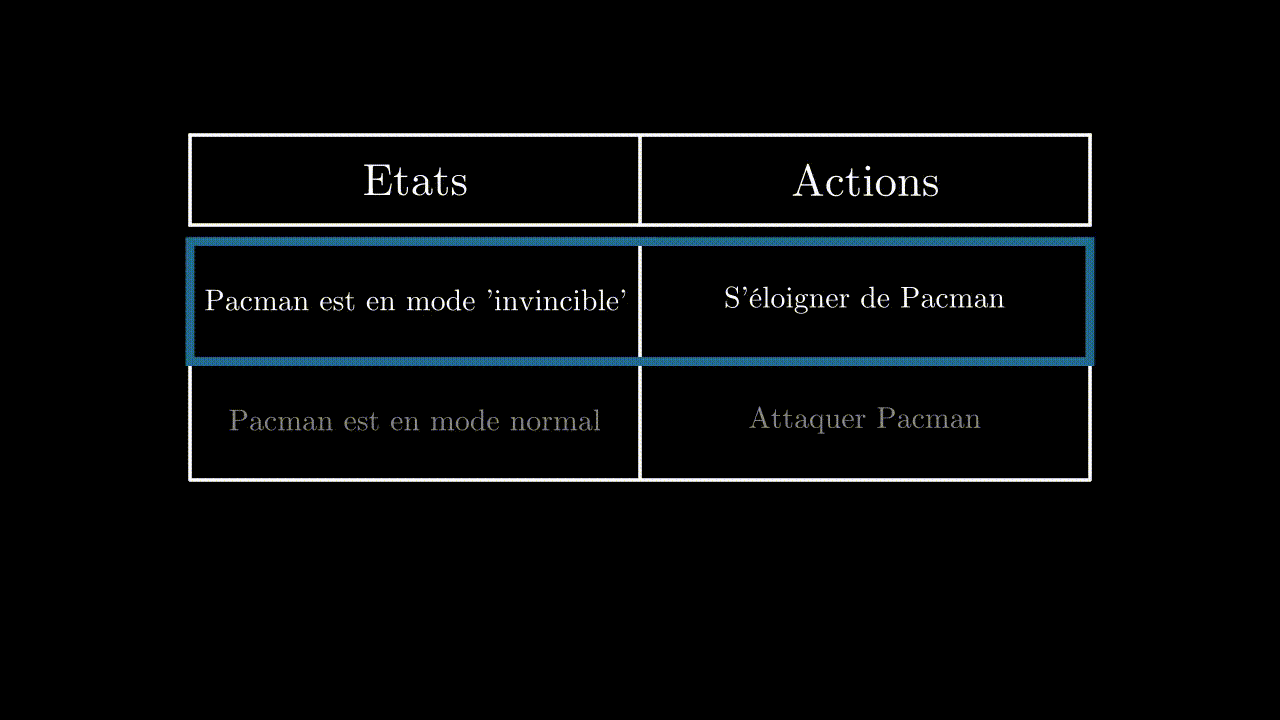 Etats
Actions
Pacman est en mode 'invincible'
S'éloigner de Pacman
Pacman est en mode normal
Attaquer Pacman